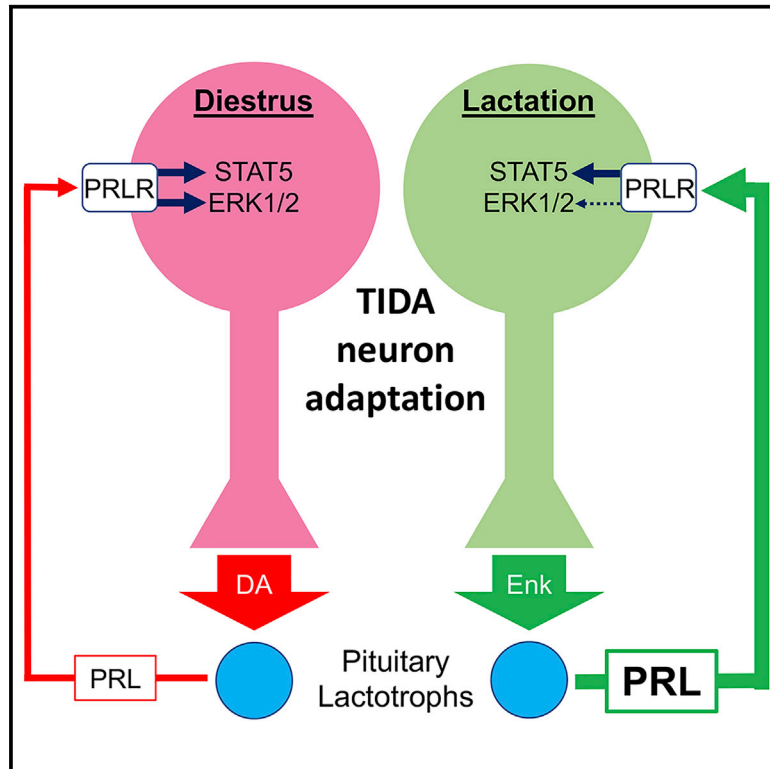 Diestrus
PRLR
STAT5
ERK1/2
Lactation
STAT5
ERK1/2
PRLR
TIDA
neuron
adaptation
DA
Enk
PRL
Pituitary
Lactotrophs
PRL